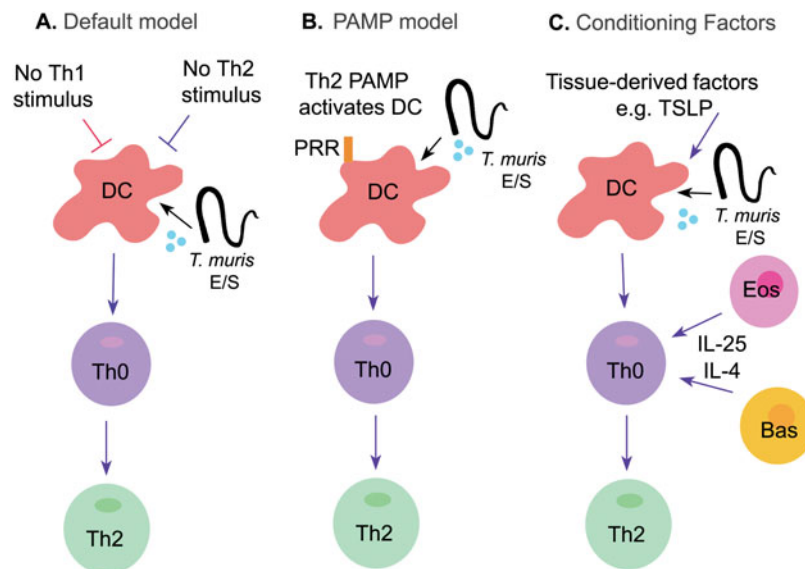 A. Default model
No Th1
stimulus
No Th2
stimulus
DC
T. muris
E/S
Th0
Th2
B. PAMP model
Th2 PAMP
activates DC
PRR
DC
T. muris
E/S
Th0
Th2
C. Conditioning Factors
Tissue-derived factors
e.g. TSLP
DC
T. muris
E/S
Eos
IL-25
IL-4
Th0
Bas
Th2